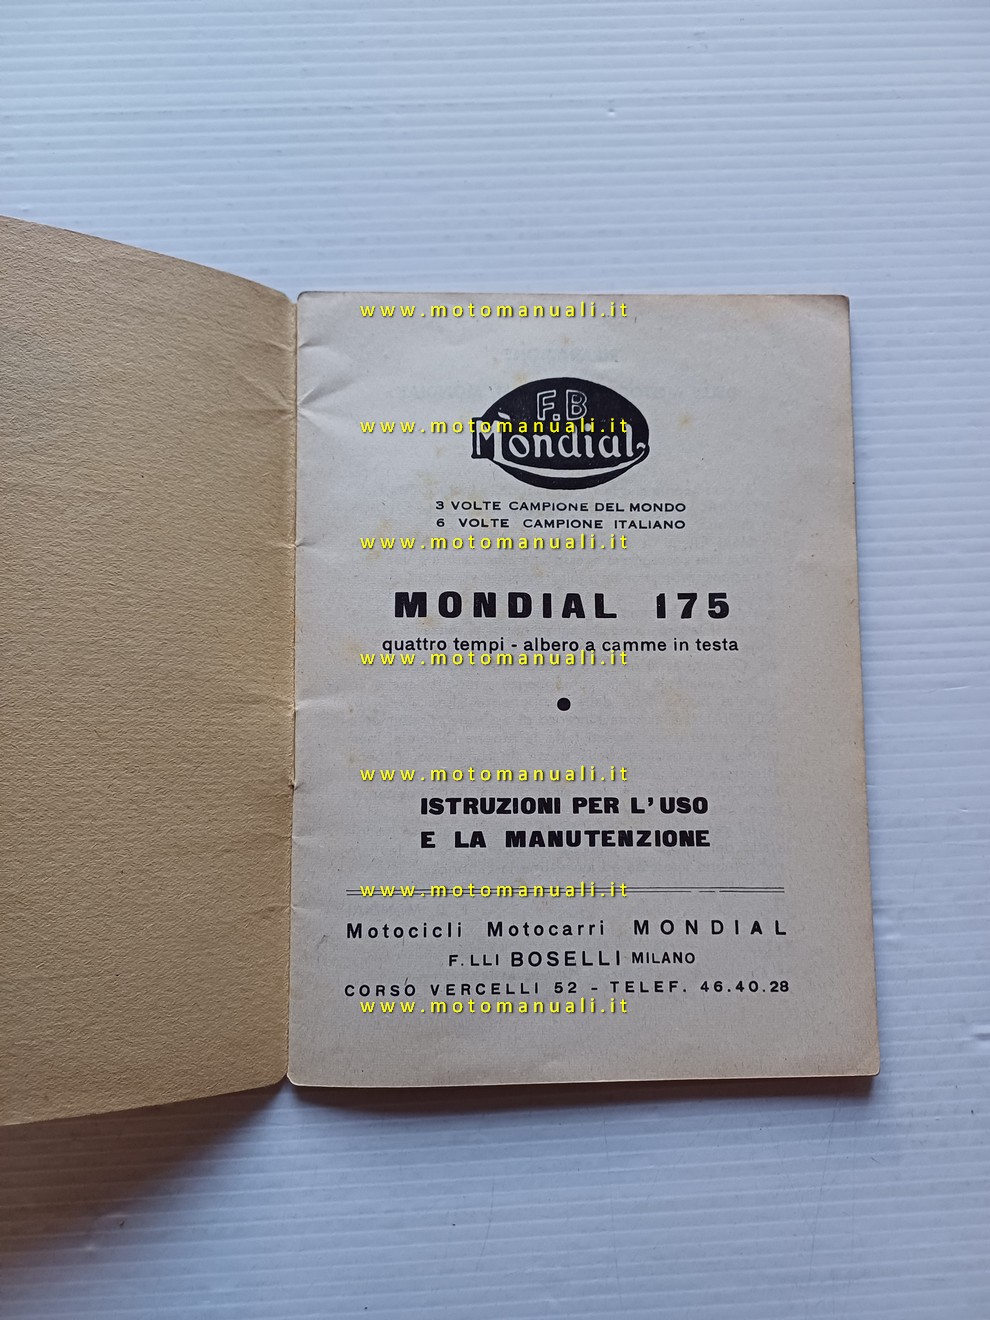 www.motomanuali.it
F.B
www.motomanuali.it
Mondial
3 VOLTE CAMPIONE DEL MONDO
6 VOLTE CAMPIONE ITALIANO
www.motomanuali.it
MONDIAL 175
quattro tempi - albero a camme in testa
www.motomanuali.it
www.motomanuali.it
ISTRUZIONI PER L'USO
E LA MANUTENZIONE
www.motomanuali.it
Motocicli Motocarri MONDIAL
F.LLI BOSELLI MILANO
CORSO VERCELLI 52 - TELEF. 46.40.28
www.motomanuali.it